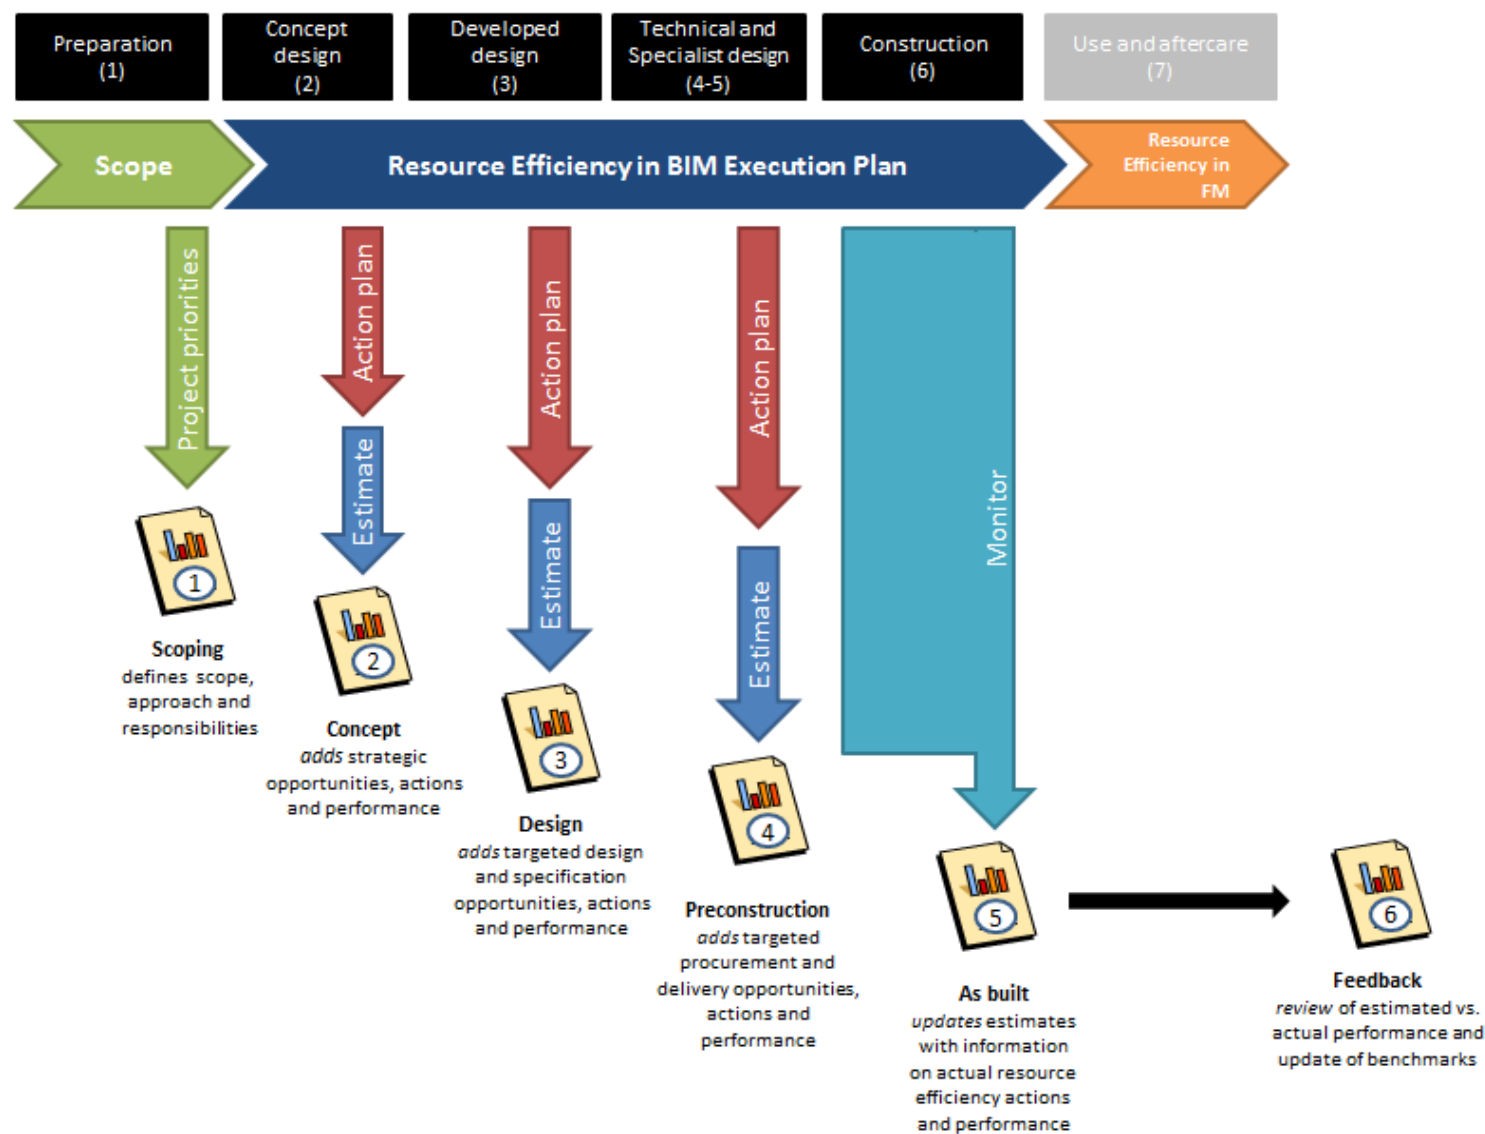 Preparation
(1)
Concept
design
(2)
Developed
design
(3)
Technical and
Specialist design
(4-5)
Construction
(6)
Use and aftercare
(7)
Scope
Resource Efficiency in BIM Execution Plan
Resource
Efficiency in
FM
Project priorities
Action plan
Estimate
Action plan
Estimate
Action plan
Estimate
Monitor
1
Scoping
defines scope,
approach and
responsibilities
2
Concept
adds strategic
opportunities, actions
and performance
3
Design
adds targeted design
and specification
opportunities, actions
and performance
4
Preconstruction
adds targeted
procurement and
delivery opportunities,
actions and
performance
5
As built
updates estimates
with information
on actual resource
efficiency actions
and performance
6
Feedback
review of estimated vs.
actual performance and
update of benchmarks